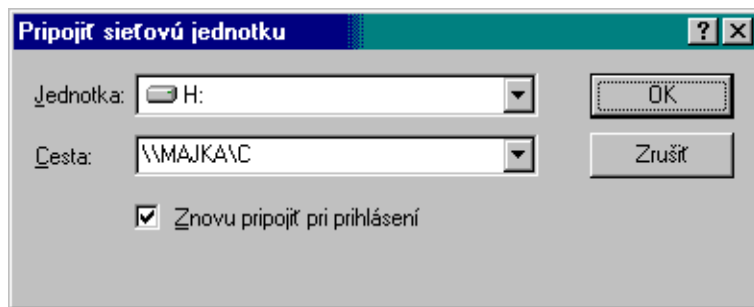 Pripojiť sieťovú jednotku
Jednotka: H: OK
Cesta: \\MAJKA\C Zrušiť
Znovu pripojiť pri prihlásení